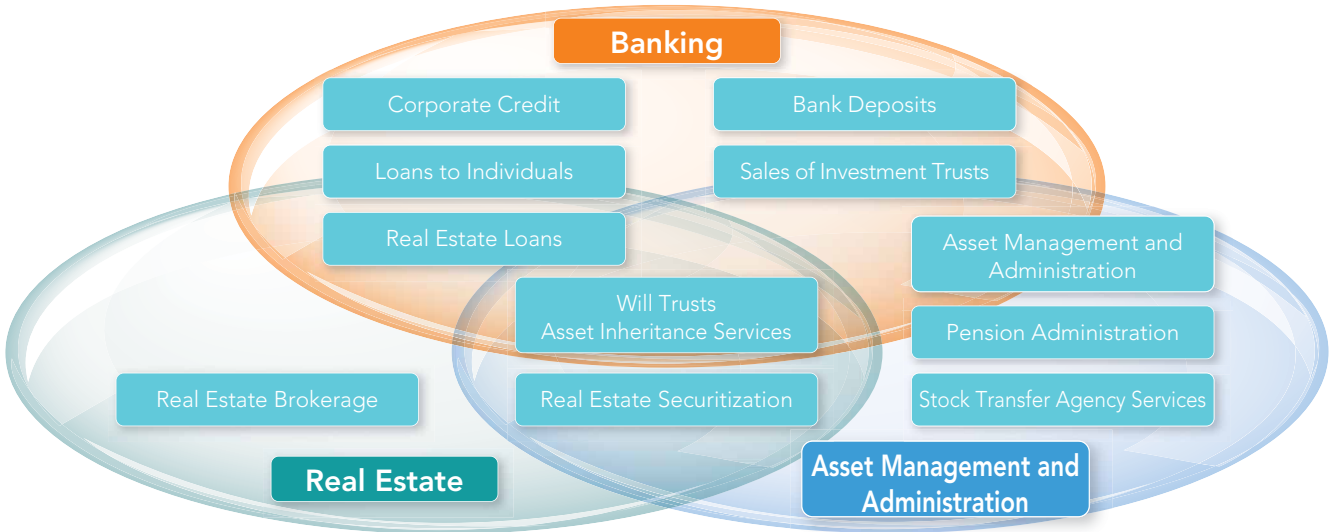 Banking
Corporate Credit
Bank Deposits
Loans to Individuals
Sales of Investment Trusts
Real Estate Loans
Asset Management and
Administration
Will Trusts
Asset Inheritance Services
Pension Administration
Real Estate Brokerage
Real Estate Securitization
Stock Transfer Agency Services
Real Estate
Asset Management and
Administration